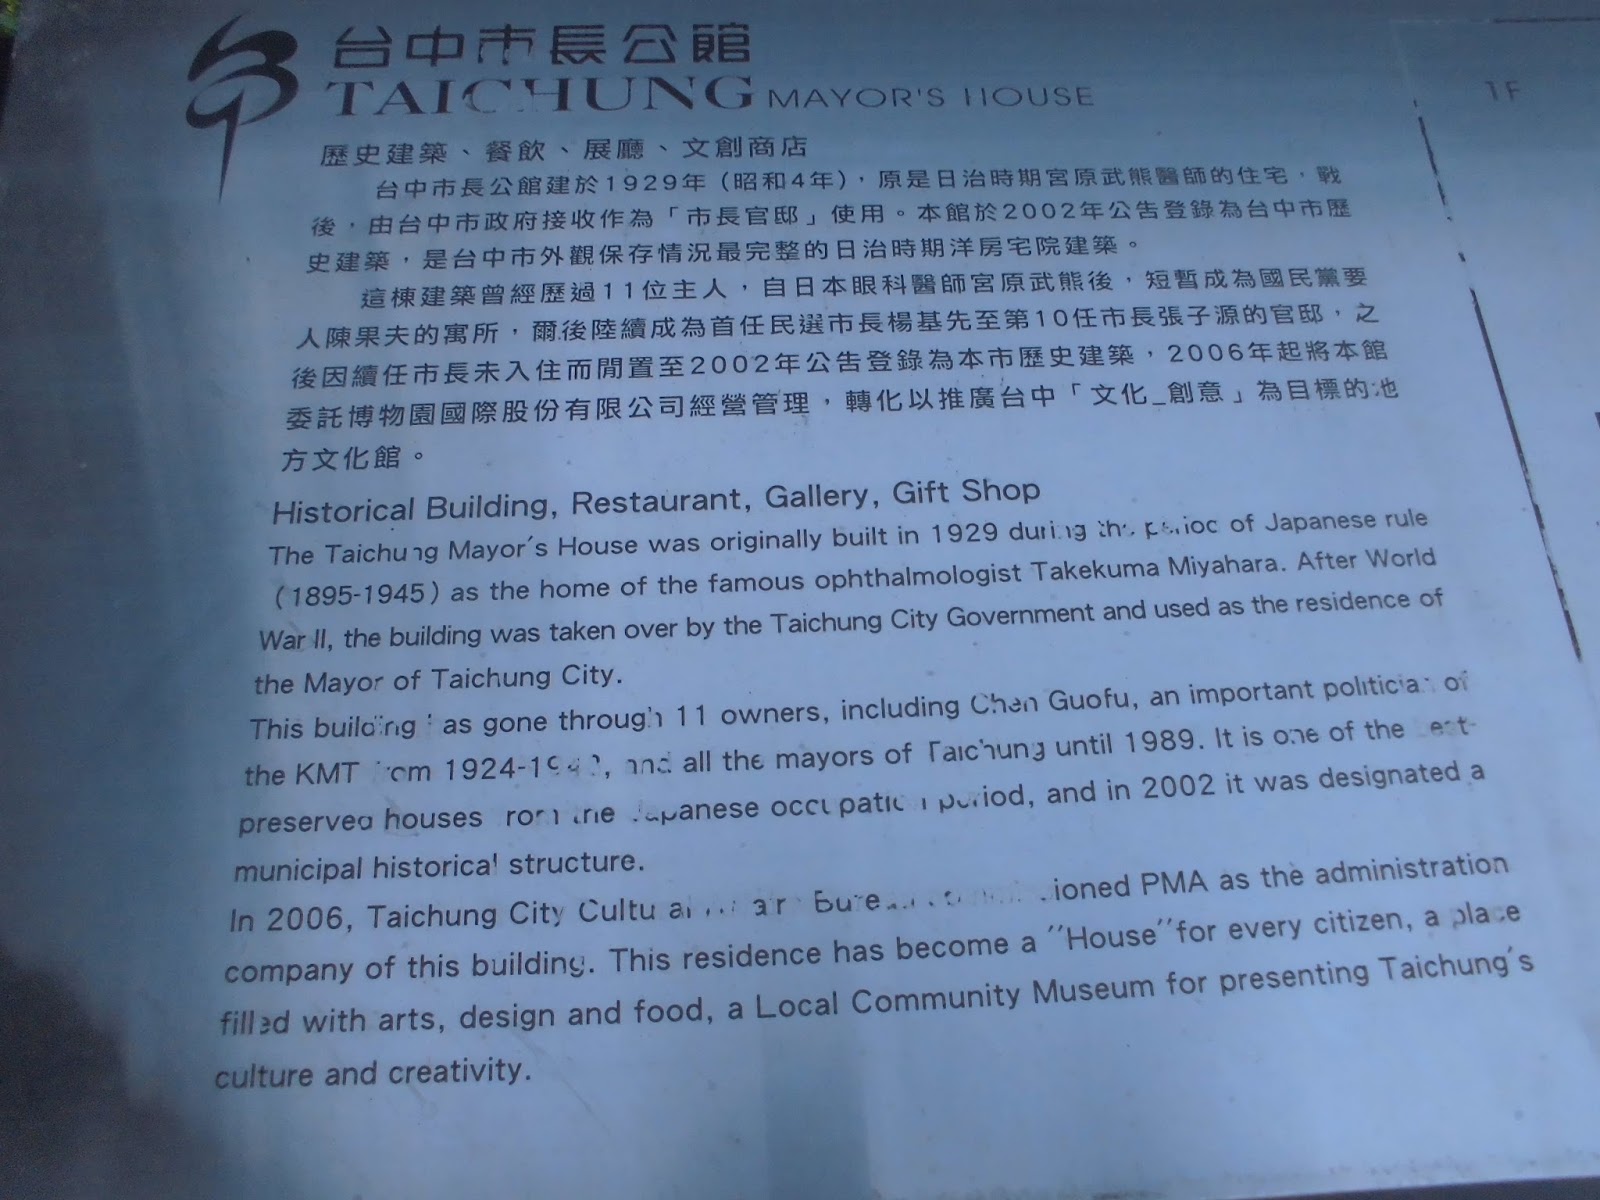 台中市長公館
TAICHUNG MAYOR'S HOUSE
1F
歷史建築、餐飲、展廳、文創商店
台中市長公館建於1929年（昭和4年），原是日治時期宮原武熊醫師的住宅，戰
後，由台中市政府接收作為「市長官邸」使用。本館於2002年公告登錄為台中市歷
史建築，是台中市外觀保存情況最完整的日治時期洋房宅院建築。
這棟建築曾經歷過11位主人，自日本眼科醫師宮原武熊後，短暫成為國民黨要
人陳果夫的寓所，爾後陸續成為首任民選市長楊基先至第10任市長張子源的官邸，之
後因續任市長未入住而閒置至2002年公告登錄為本市歷史建築，2006年起將本館
委託博物園國際股份有限公司經營管理，轉化以推廣台中「文化_創意」為目標的地
方文化館。
Historical Building, Restaurant, Gallery, Gift Shop
The Taichung Mayor's House was originally built in 1929 during the period of Japanese rule
(1895-1945) as the home of the famous ophthalmologist Takekuma Miyahara. After World
War II, the building was taken over by the Taichung City Government and used as the residence of
the Mayor of Taichung City.
This building has gone through 11 owners, including Chen Guofu, an important politician of
the KMT from and all the mayors of Taichung until 1989. It is one of the best-
preserved houses from the Japanese occupation period, and in 2002 it was designated a
municipal historical structure.
In 2006, Taichung City Cultural Bureau commissioned PMA as the administration
company of this building. This residence has become a "House" for every citizen, a place
filled with arts, design and food, a Local Community Museum for presenting Taichung's
culture and creativity.